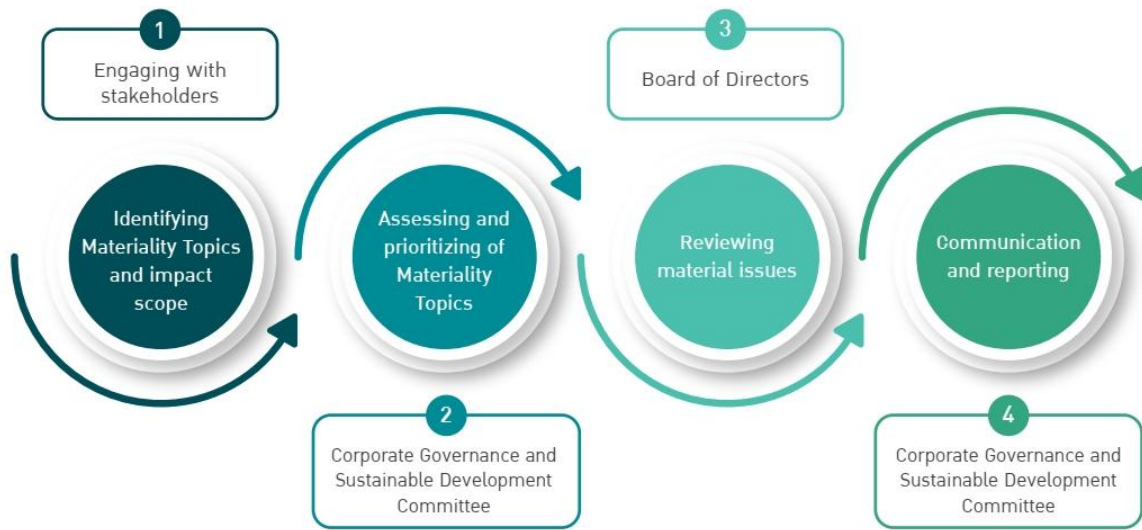 1
Engaging with
stakeholders
Identifying
Materiality Topics
and impact
scope
Assessing and
prioritizing of
Materiality
Topics
2
Corporate Governance and
Sustainable Development
Committee
3
Board of Directors
Reviewing
material issues
Communication
and reporting
4
Corporate Governance and
Sustainable Development
Committee